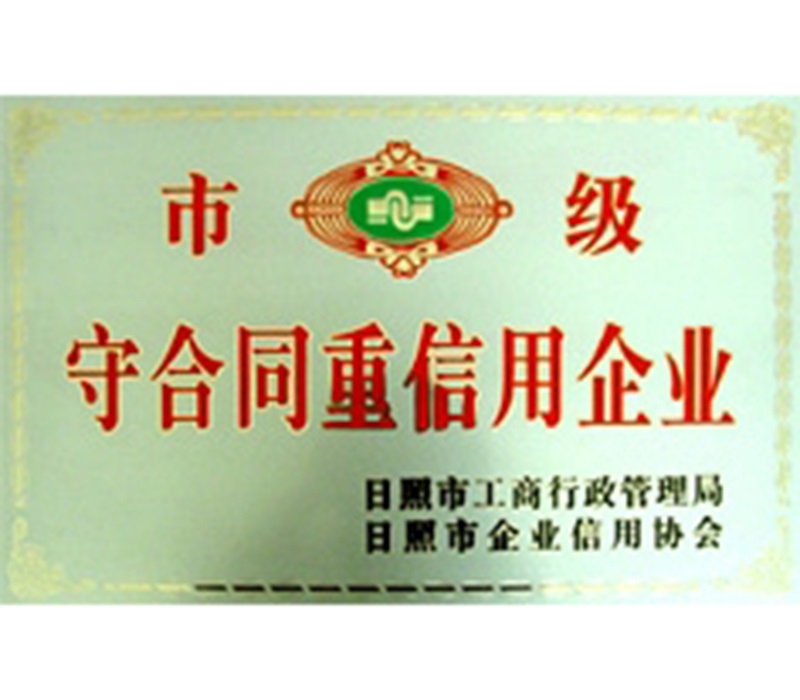 市 级
守合同重信用企业
日照市工商行政管理局
日照市企业信用协会